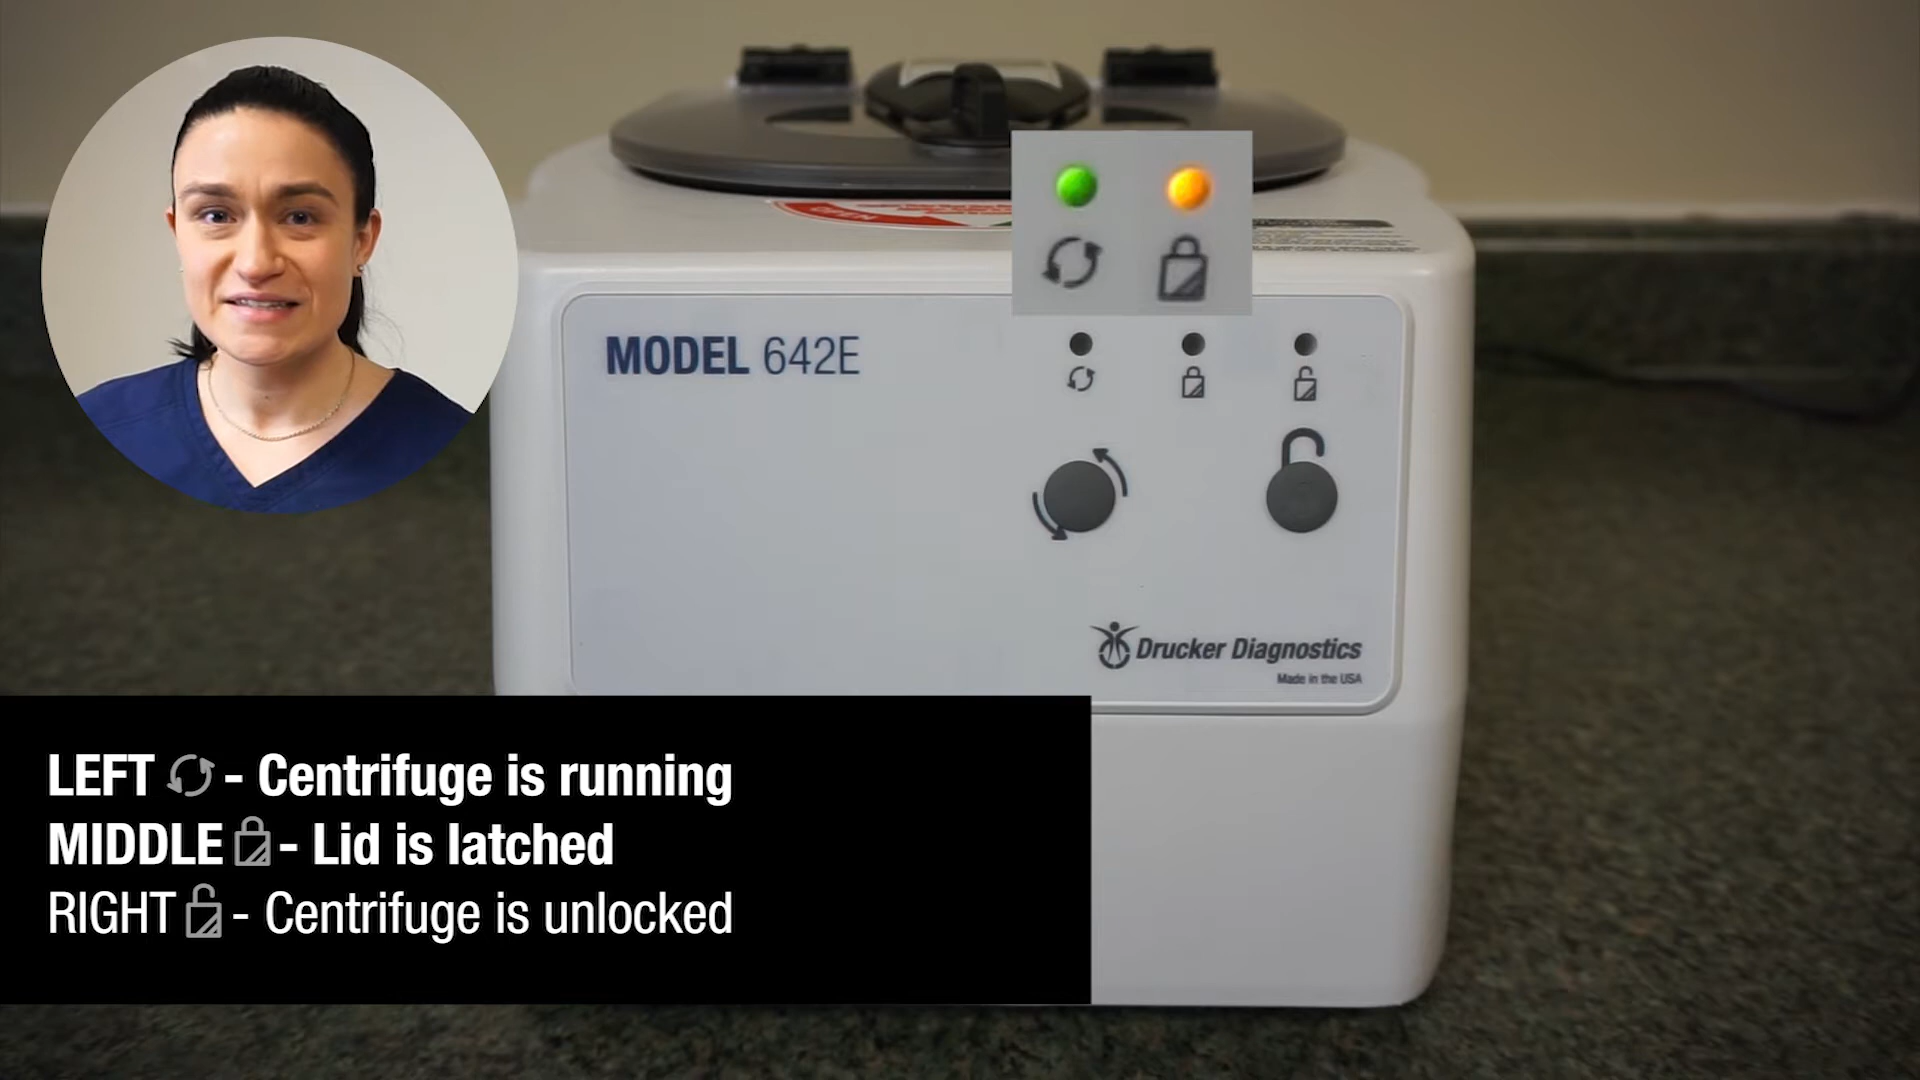 OPEN
MODEL 642E
Drucker Diagnostics
Made in the USA
LEFT - Centrifuge is running
MIDDLE - Lid is latched
RIGHT - Centrifuge is unlocked